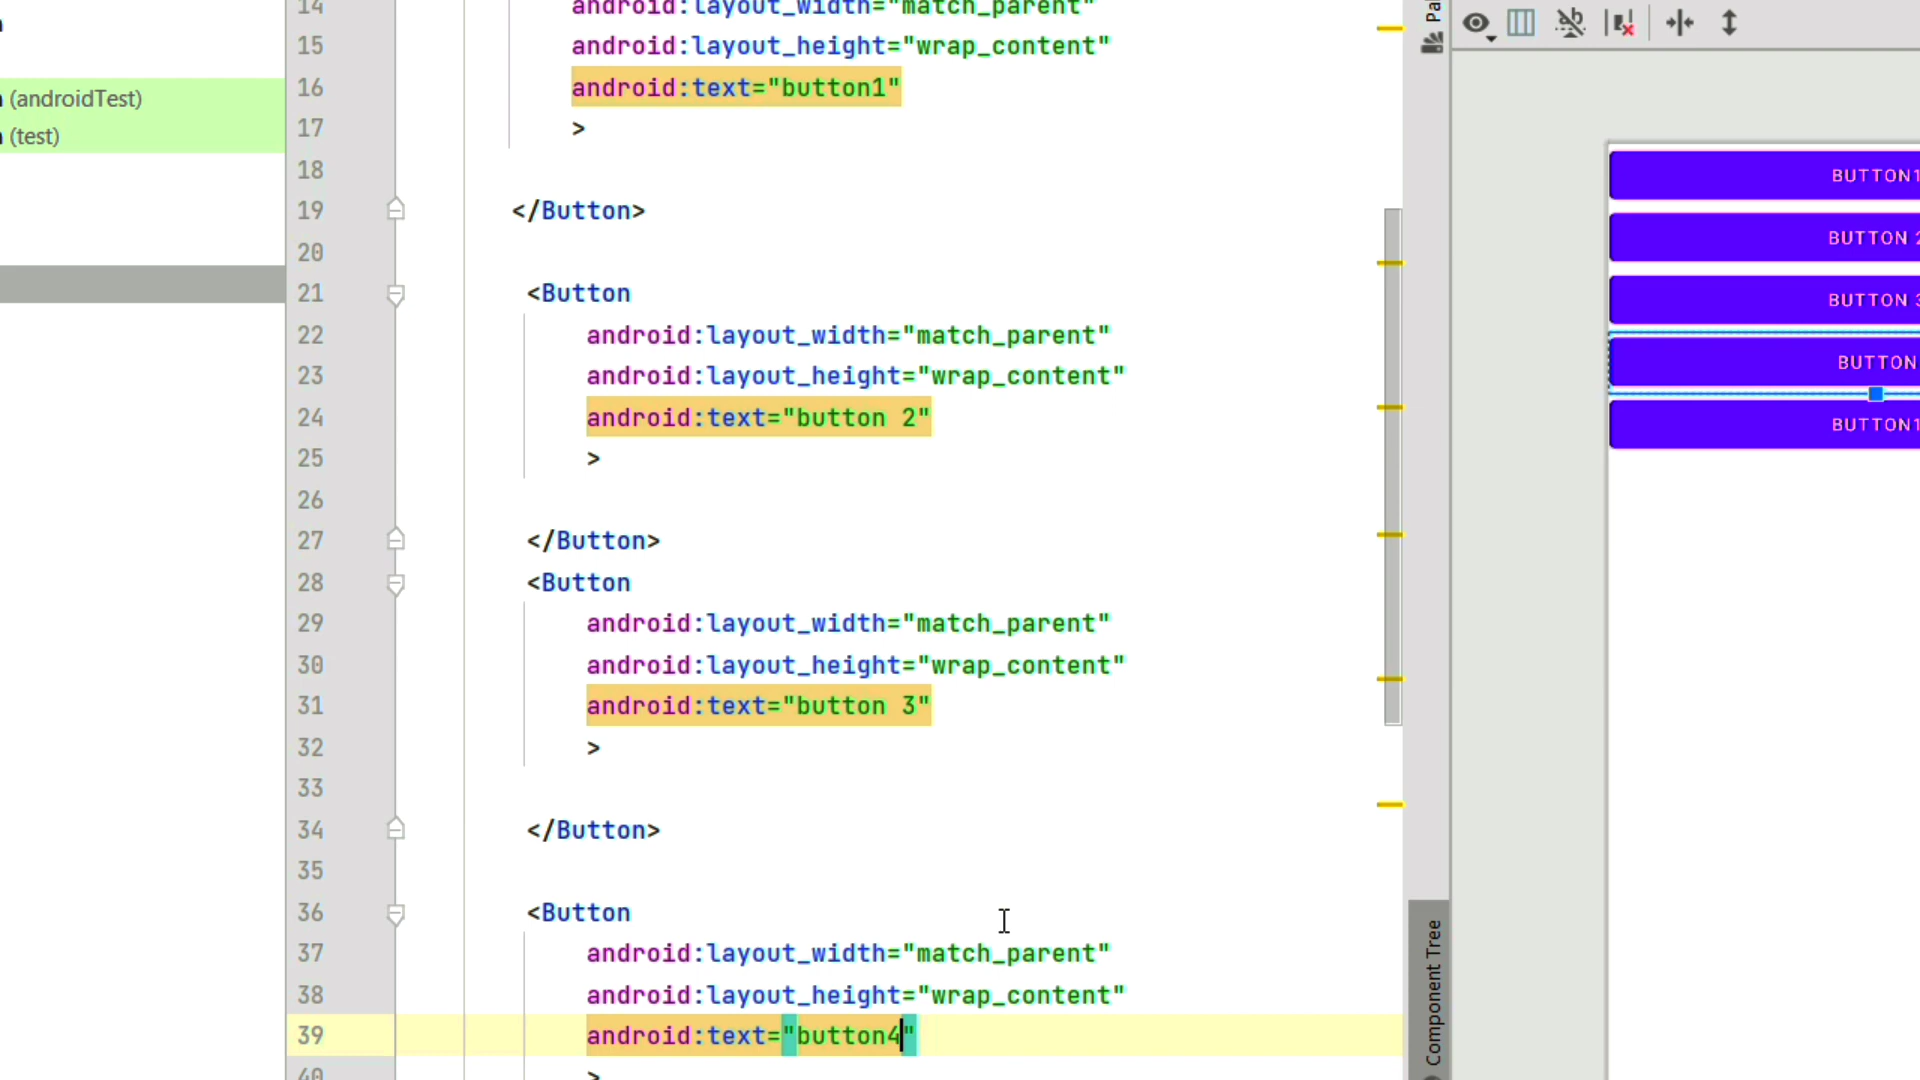 (androidTest)
(test)
14 android:layout_width="match_parent"
15 android:layout_height="wrap_content"
16 android:text="button1"
17 >
18
19 </Button>
20
21 <Button
22 android:layout_width="match_parent"
23 android:layout_height="wrap_content"
24 android:text="button 2"
25 >
26
27 </Button>
28 <Button
29 android:layout_width="match_parent"
30 android:layout_height="wrap_content"
31 android:text="button 3"
32 >
33
34 </Button>
35
36 <Button
37 android:layout_width="match_parent"
38 android:layout_height="wrap_content"
39 android:text="button4"
40 >
Component Tree
BUTTON1
BUTTON 2
BUTTON 3
BUTTON
BUTTON1